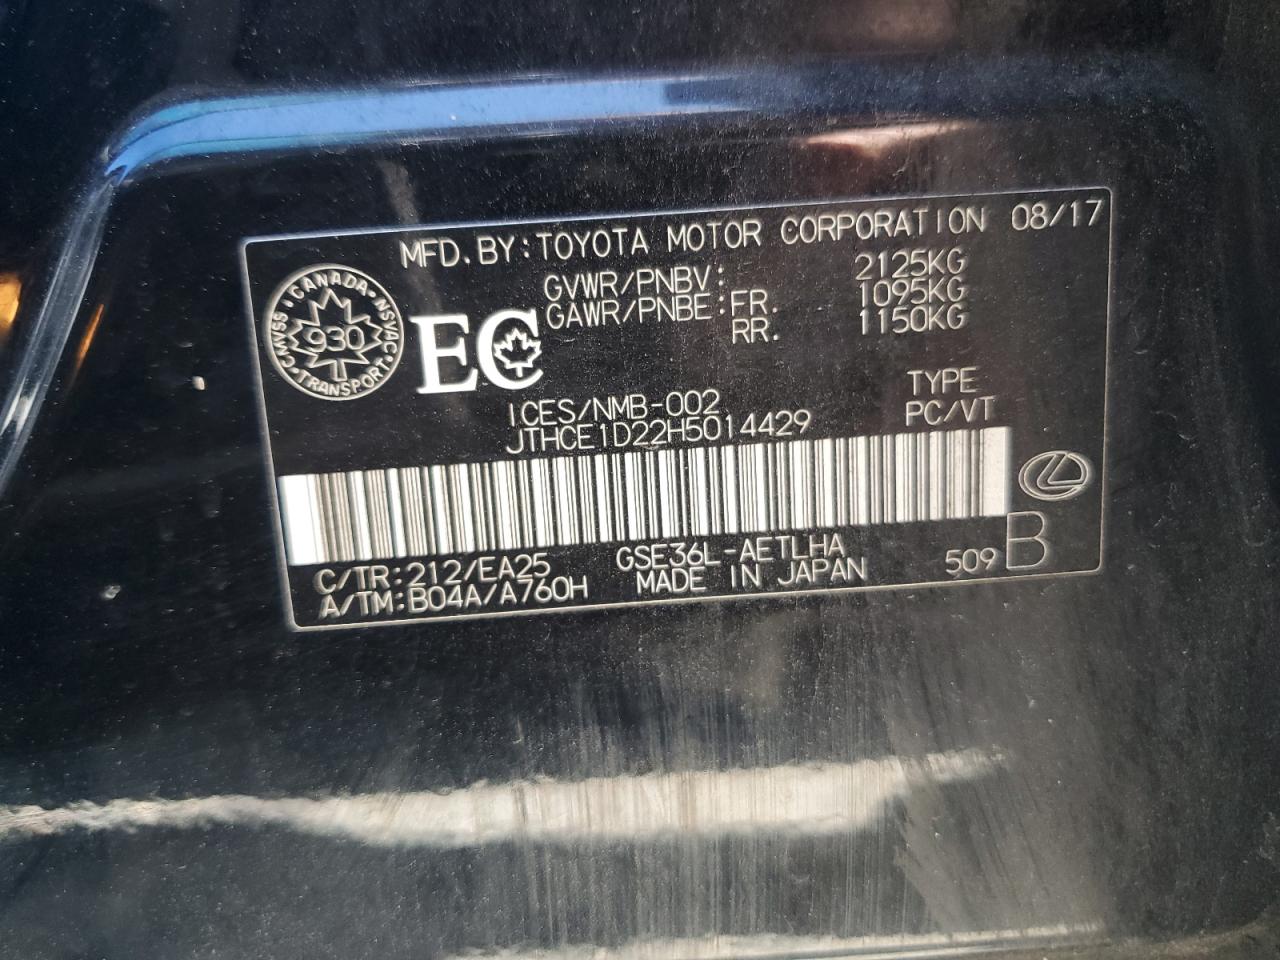 MFD.BY:TOYOTA MOTOR CORPORATION 08/17
GVWR/PNBV: 2125KG
GAWR/PNBE:FR. 1095KG
RR. 1150KG
CANADA·NSVAC·TRANSPORT·CMVSS
930
EC
ICES/NMB-002 TYPE
JTHCE1D22H5014429 PC/VT
C/TR:212/EA25 GSE36L-AETLHA
A/TM:B04A/A760H MADE IN JAPAN 509 B